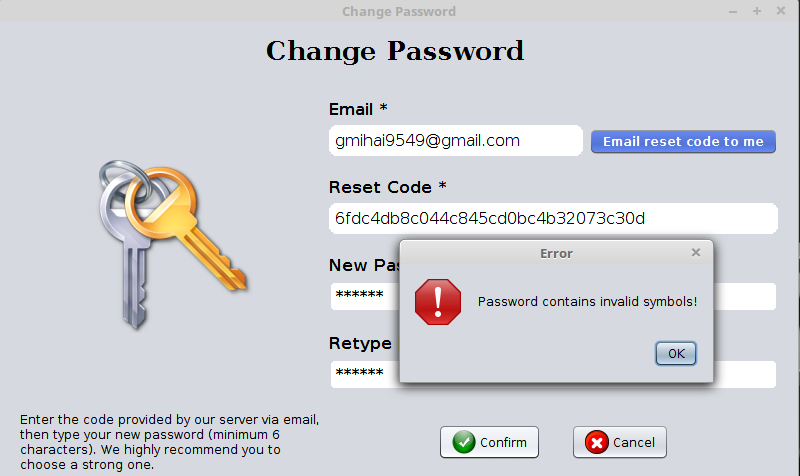 Change Password
Change Password
Email *
gmihai9549@gmail.com
Email reset code to me
Reset Code *
6fdc4db8c044c845cd0bc4b32073c30d
Error
New Pas
******
Password contains invalid symbols!
OK
Retype
******
Enter the code provided by our server via email,
then type your new password (minimum 6
characters). We highly recommend you to
choose a strong one.
Confirm
Cancel